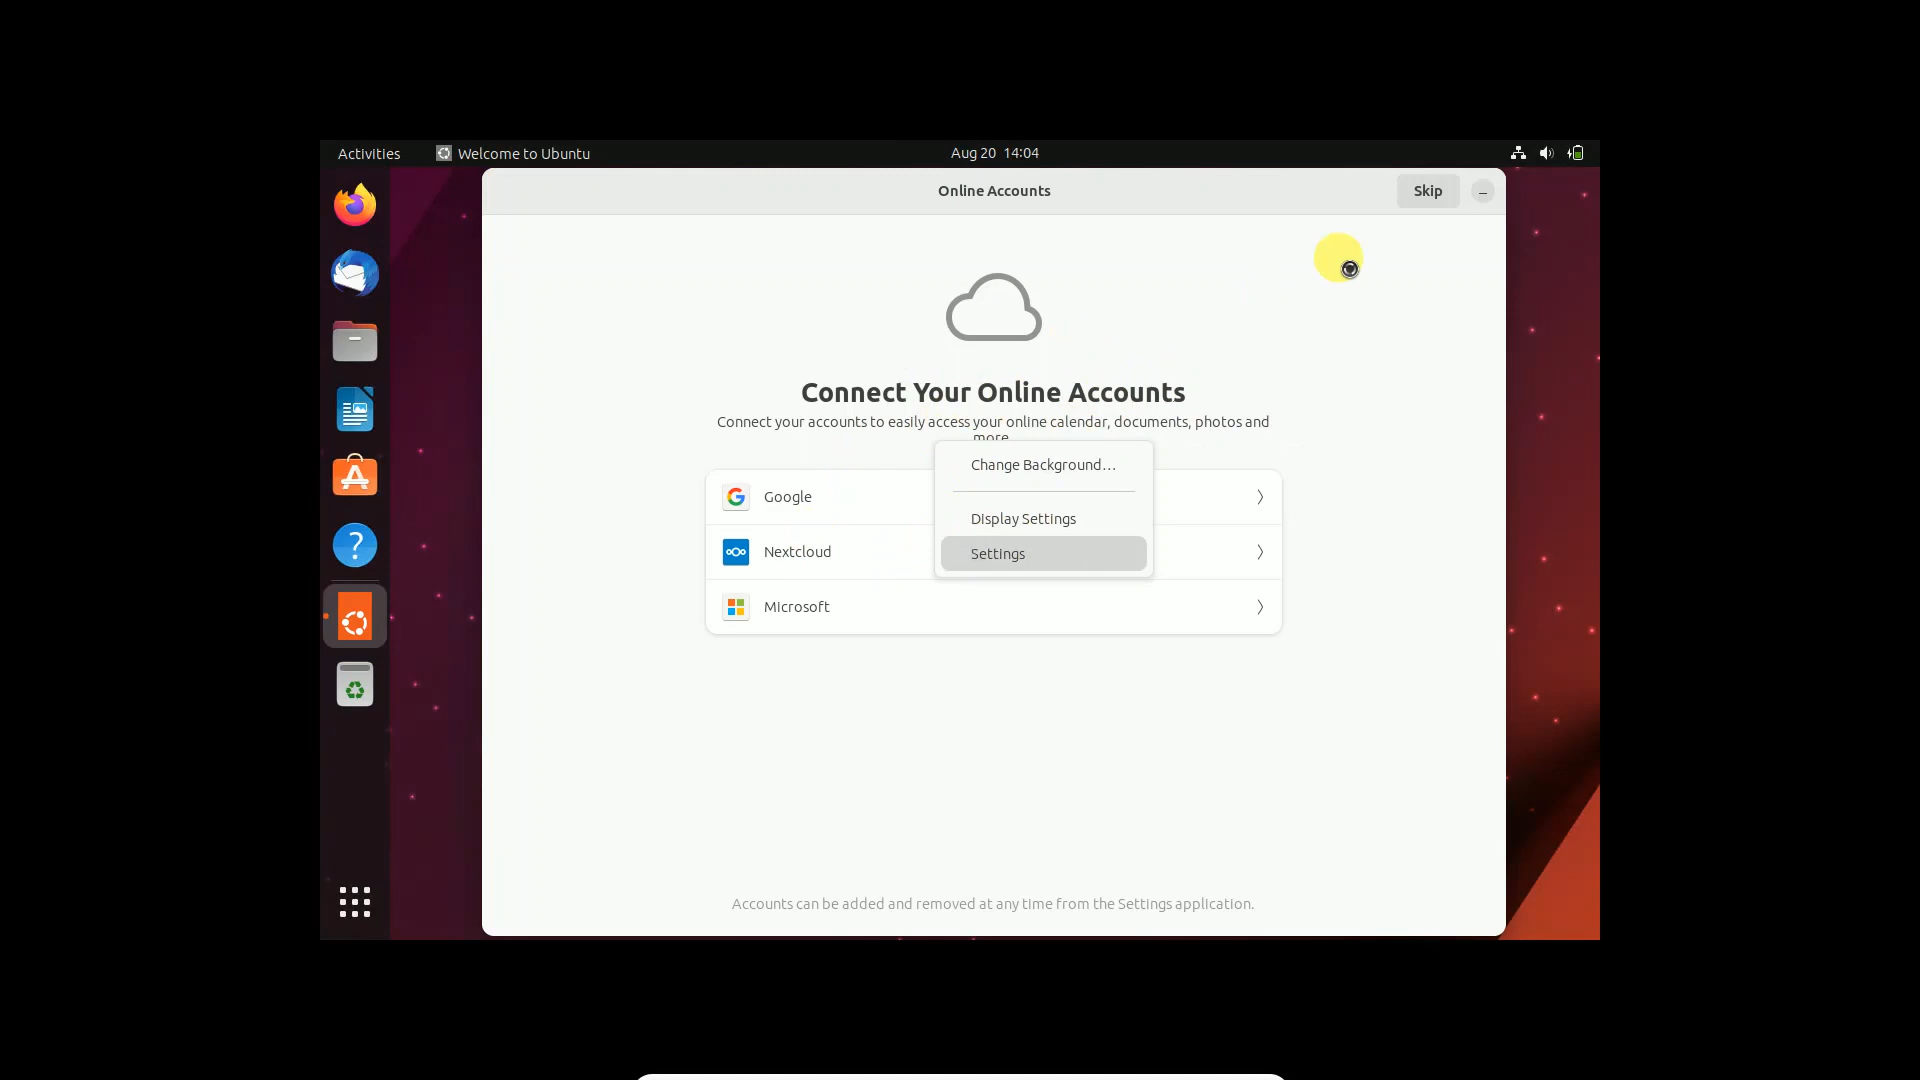 Activities
Welcome to Ubuntu
Aug 20 14:04
Online Accounts
Skip
Connect Your Online Accounts
Connect your accounts to easily access your online calendar, documents, photos and
more.
Change Background…
Google
Display Settings
Nextcloud
Settings
Microsoft
Accounts can be added and removed at any time from the Settings application.